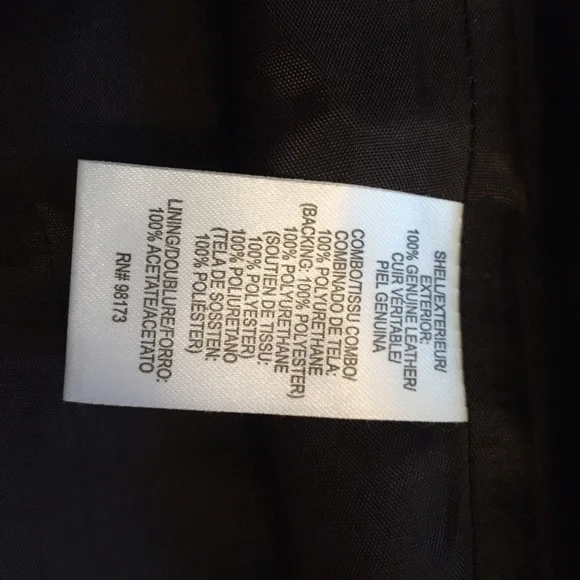 SHELL/EXTERIEUR/
EXTERIOR:
100% GENUINE LEATHER/
CUIR VERITABLE/
PIEL GENUINA
COMBO/TISSU COMBO/
COMBINADO DE TELA:
100% POLYURETHANE
(BACKING: 100% POLYESTER)
100% POLYURETHANE
(SOUTIEN DE TISSU:
100% POLYESTER)
100% POLIURETANO
(TELA DE SOSSTEN:
100% POLIÉSTER)
LINING/DOUBLURE/FORRO:
100% ACETATE/ACETATO
RN# 98173